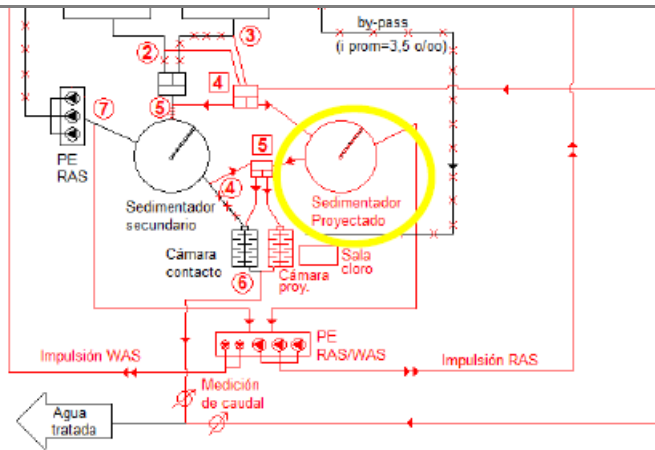 by-pass
(i prom=3,5 o/oo)
2
3
4
7
5
PE
RAS
5
4
Sedimentador
secundario
Sedimentador
Proyectado
Cámara
contacto
Sala
cloro
6
Cámara
proy.
PE
RAS/WAS
Impulsión WAS
Impulsión RAS
Medición
de caudal
Agua
tratada